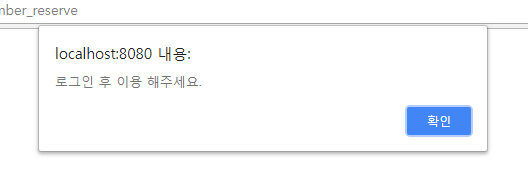 mber_reserve
localhost:8080 내용:
로그인 후 이용 해주세요.
확인